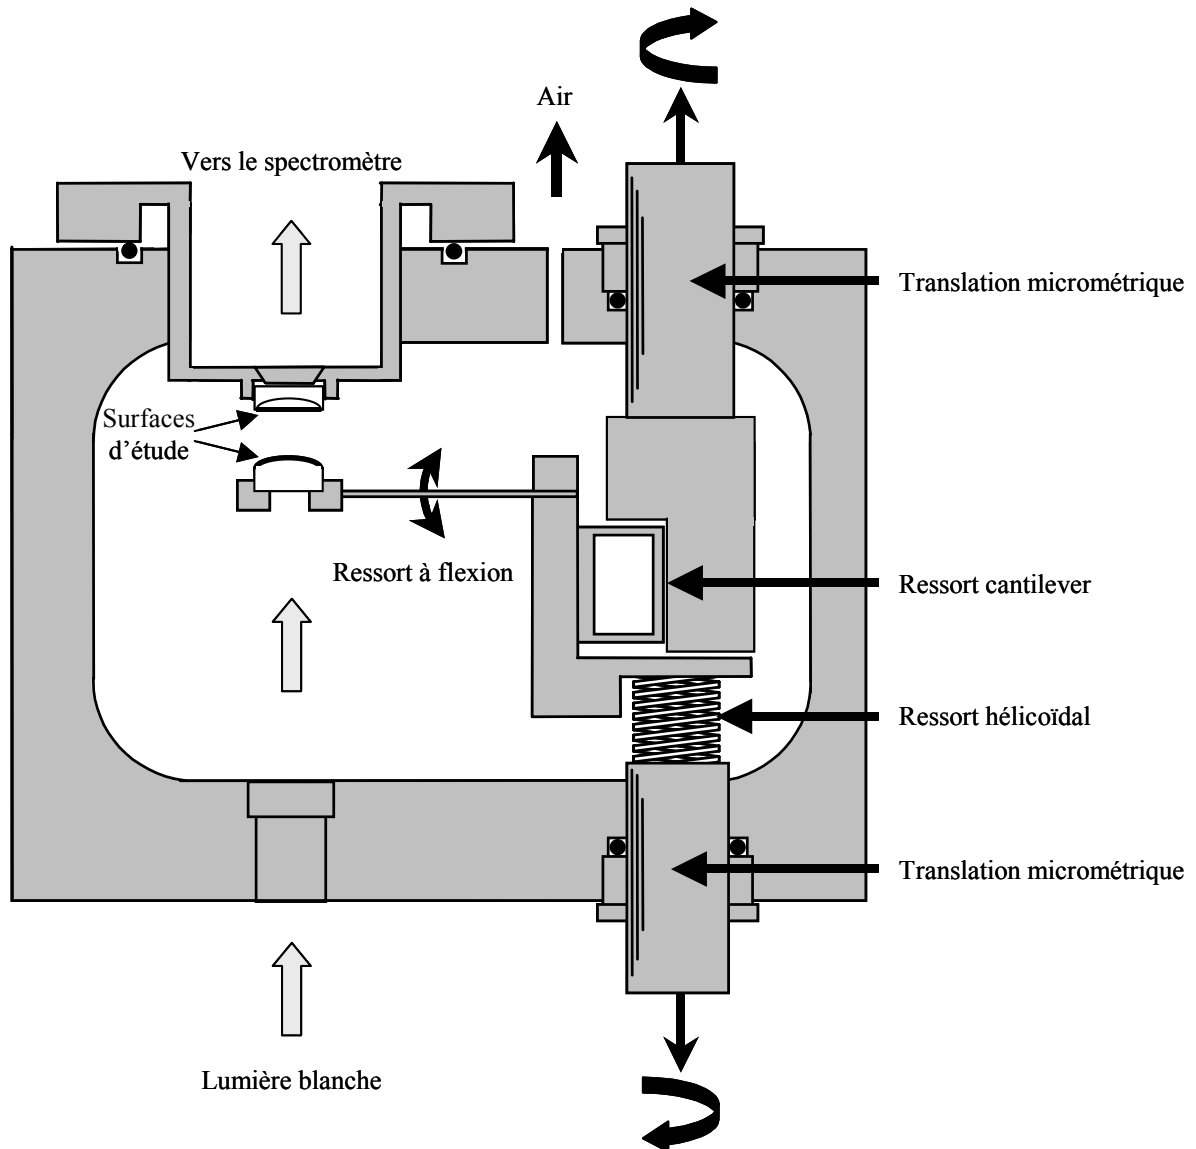 Air
Vers le spectromètre
Translation micrométrique
Surfaces
d’étude
Ressort à flexion
Ressort cantilever
Ressort hélicoïdal
Translation micrométrique
Lumière blanche